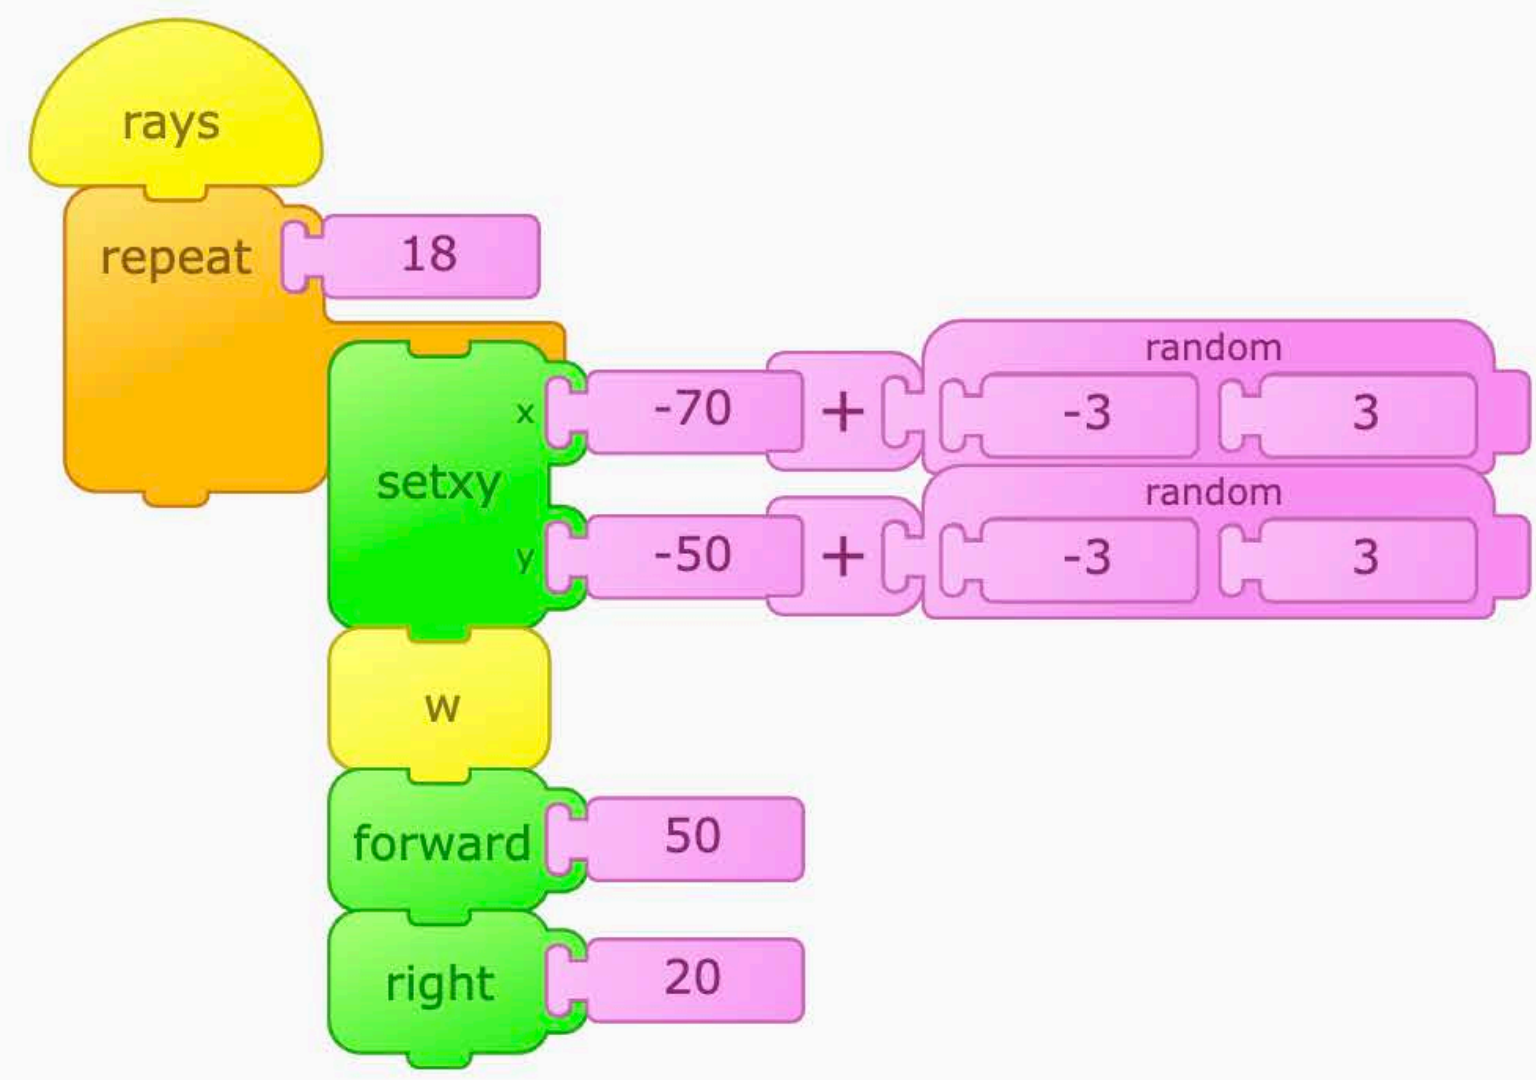 rays
repeat 18
random
x -70 + -3 3
setxy
random
y -50 + -3 3
w
forward 50
right 20